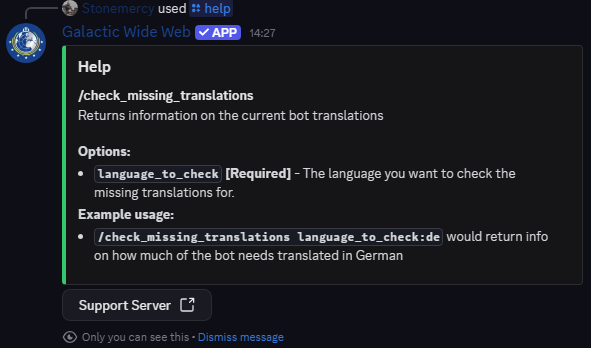 Stonemercy used help
Galactic Wide Web APP 14:27
Help
/check_missing_translations
Returns information on the current bot translations
Options:
• language_to_check [Required] - The language you want to check the
missing translations for.
Example usage:
• /check_missing_translations language_to_check:de would return info
on how much of the bot needs translated in German
Support Server
Only you can see this • Dismiss message